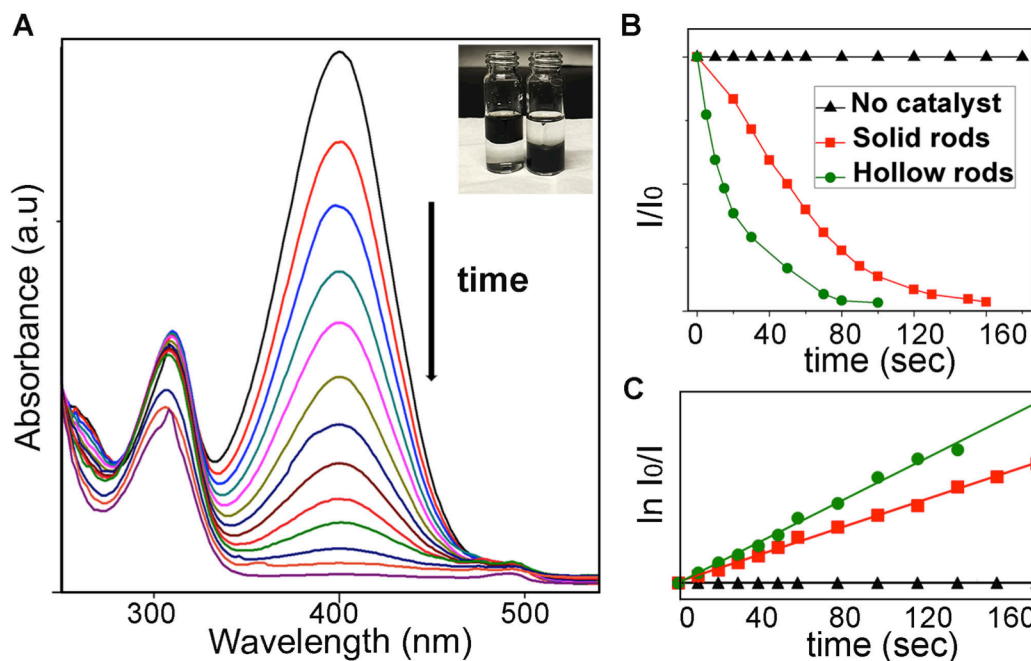 A
Absorbance (a.u)
time
300
400
500
Wavelength (nm)
B
I/I0
No catalyst
Solid rods
Hollow rods
0
40
80
120
160
time (sec)
C
ln I0/I
0
40
80
120
160
time (sec)